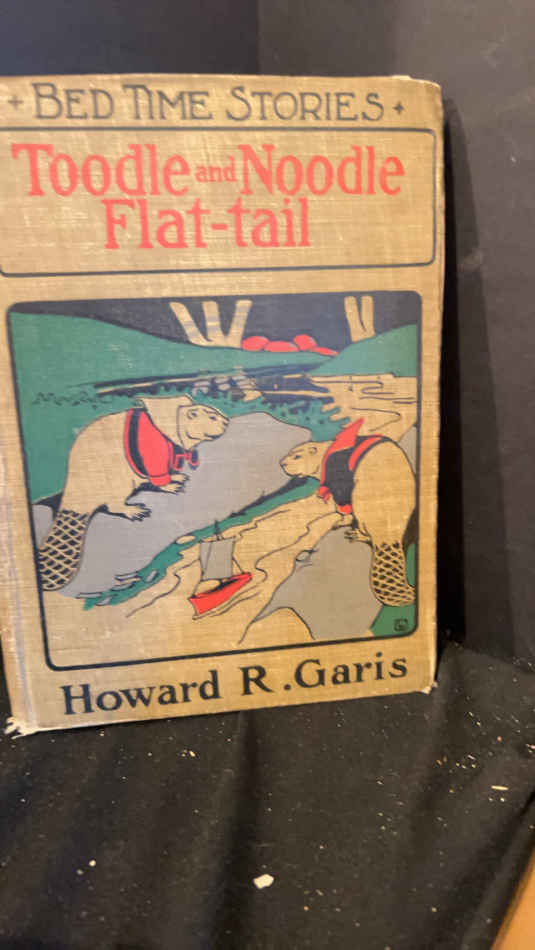 + BED TIME STORIES +
Toodle and Noodle
Flat-tail
Howard R. Garis